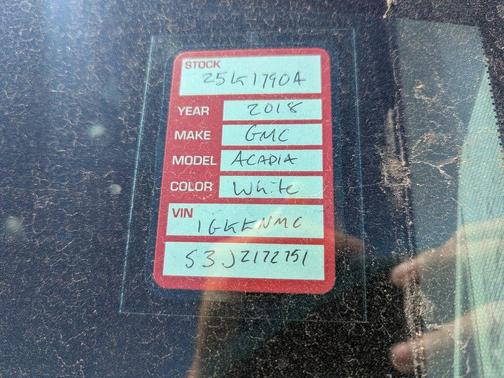 STOCK
25K1790A
YEAR 2018
MAKE GMC
MODEL ACADIA
COLOR White
VIN
1GKKNMC
S3J2172751